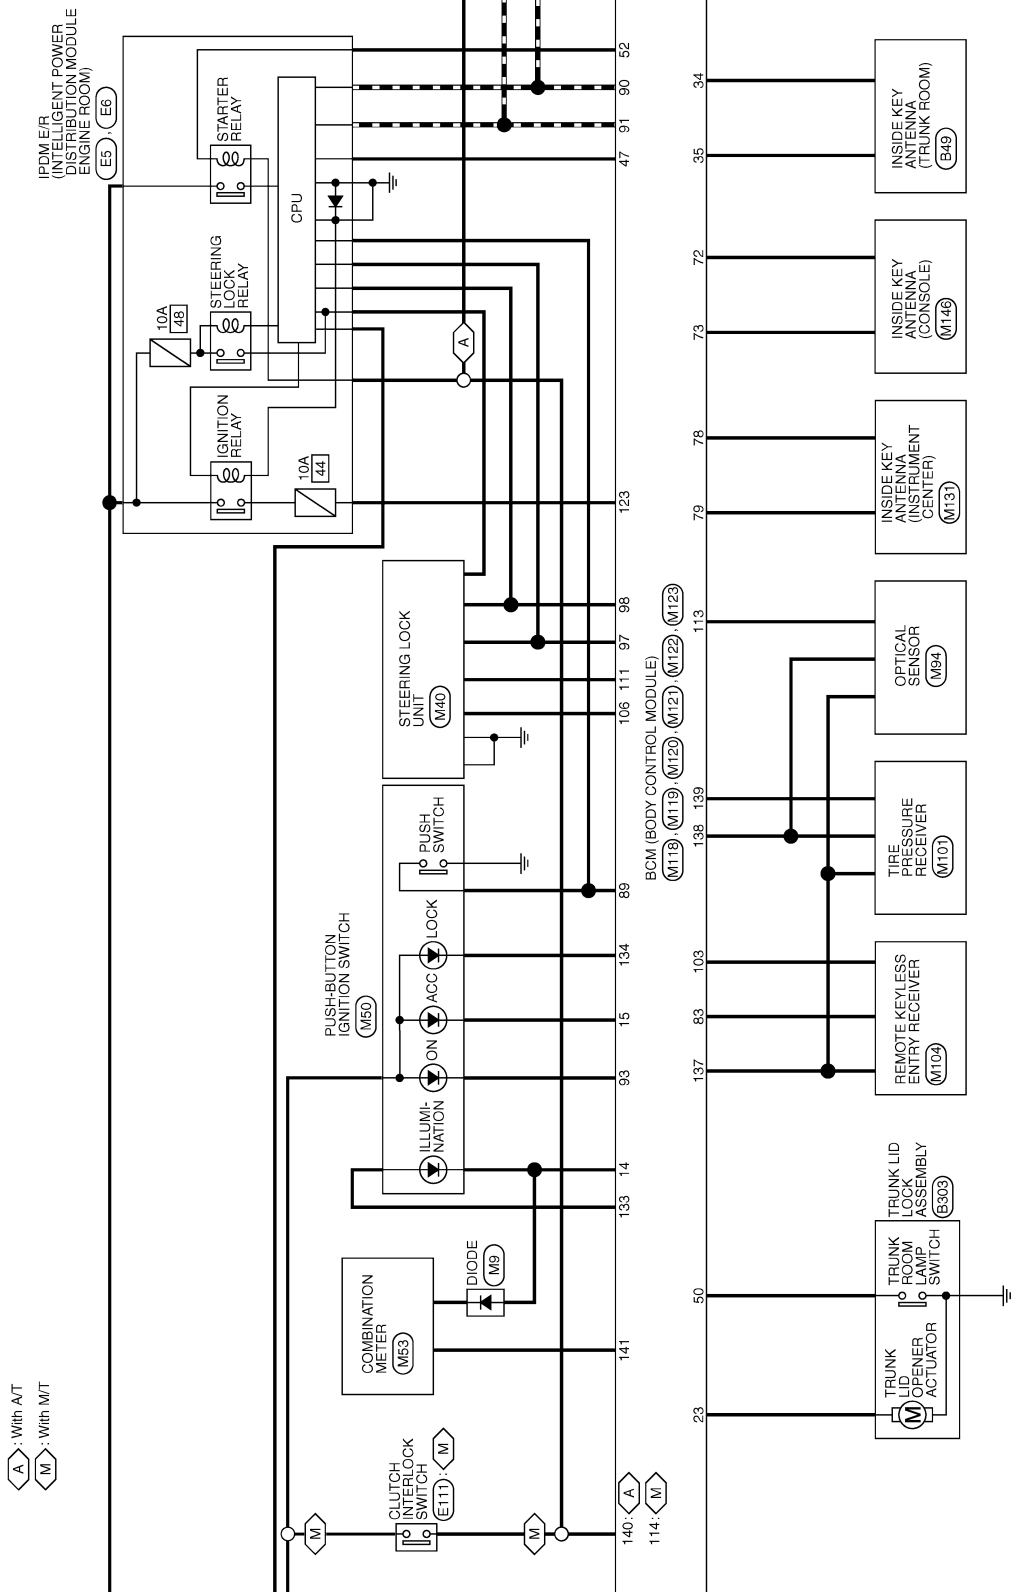 A : With A/T
M : With M/T
IPDM E/R
(INTELLIGENT POWER
DISTRIBUTION MODULE
ENGINE ROOM)
E5 , E6
STARTER
RELAY
STEERING
LOCK
RELAY
10A
48
IGNITION
RELAY
10A
44
CPU
A
52
90
91
47
123
STEERING LOCK
UNIT
M40
98
97
111
106
PUSH-BUTTON
IGNITION SWITCH
M50
PUSH
SWITCH
LOCK
ACC
ON
ILLUMI-
NATION
89
134
15
93
14
133
COMBINATION
METER
M53
DIODE
M9
141
CLUTCH
INTERLOCK
SWITCH
E111 : M
M
M
140: A
114: M
BCM (BODY CONTROL MODULE)
M118 , M119 , M120 , M121 , M122 , M123
34
35
INSIDE KEY
ANTENNA
(TRUNK ROOM)
B49
72
73
INSIDE KEY
ANTENNA
(CONSOLE)
M146
78
79
INSIDE KEY
ANTENNA
(INSTRUMENT
CENTER)
M131
113
OPTICAL
SENSOR
M94
139
138
TIRE
PRESSURE
RECEIVER
M101
103
83
137
REMOTE KEYLESS
ENTRY RECEIVER
M104
TRUNK LID
LOCK
ASSEMBLY
B303
50
TRUNK
ROOM
LAMP
SWITCH
23
TRUNK
LID
OPENER
ACTUATOR
M